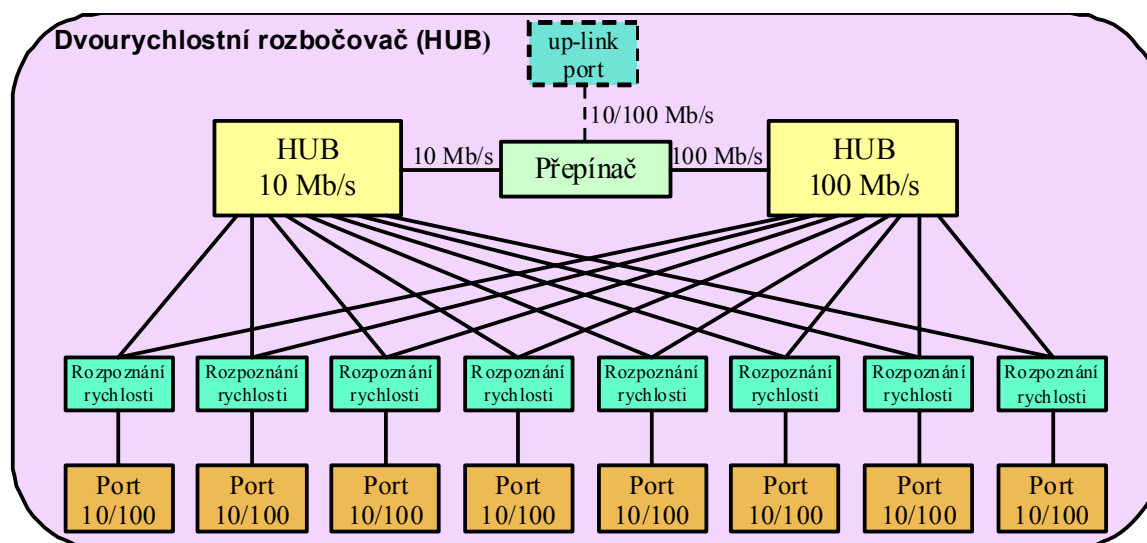 Dvourychlostní rozbočovač (HUB)
up-link
port
10/100 Mb/s
HUB
10 Mb/s
10 Mb/s
Přepínač
100 Mb/s
HUB
100 Mb/s
Rozpoznání
rychlosti
Rozpoznání
rychlosti
Rozpoznání
rychlosti
Rozpoznání
rychlosti
Rozpoznání
rychlosti
Rozpoznání
rychlosti
Rozpoznání
rychlosti
Rozpoznání
rychlosti
Port
10/100
Port
10/100
Port
10/100
Port
10/100
Port
10/100
Port
10/100
Port
10/100
Port
10/100